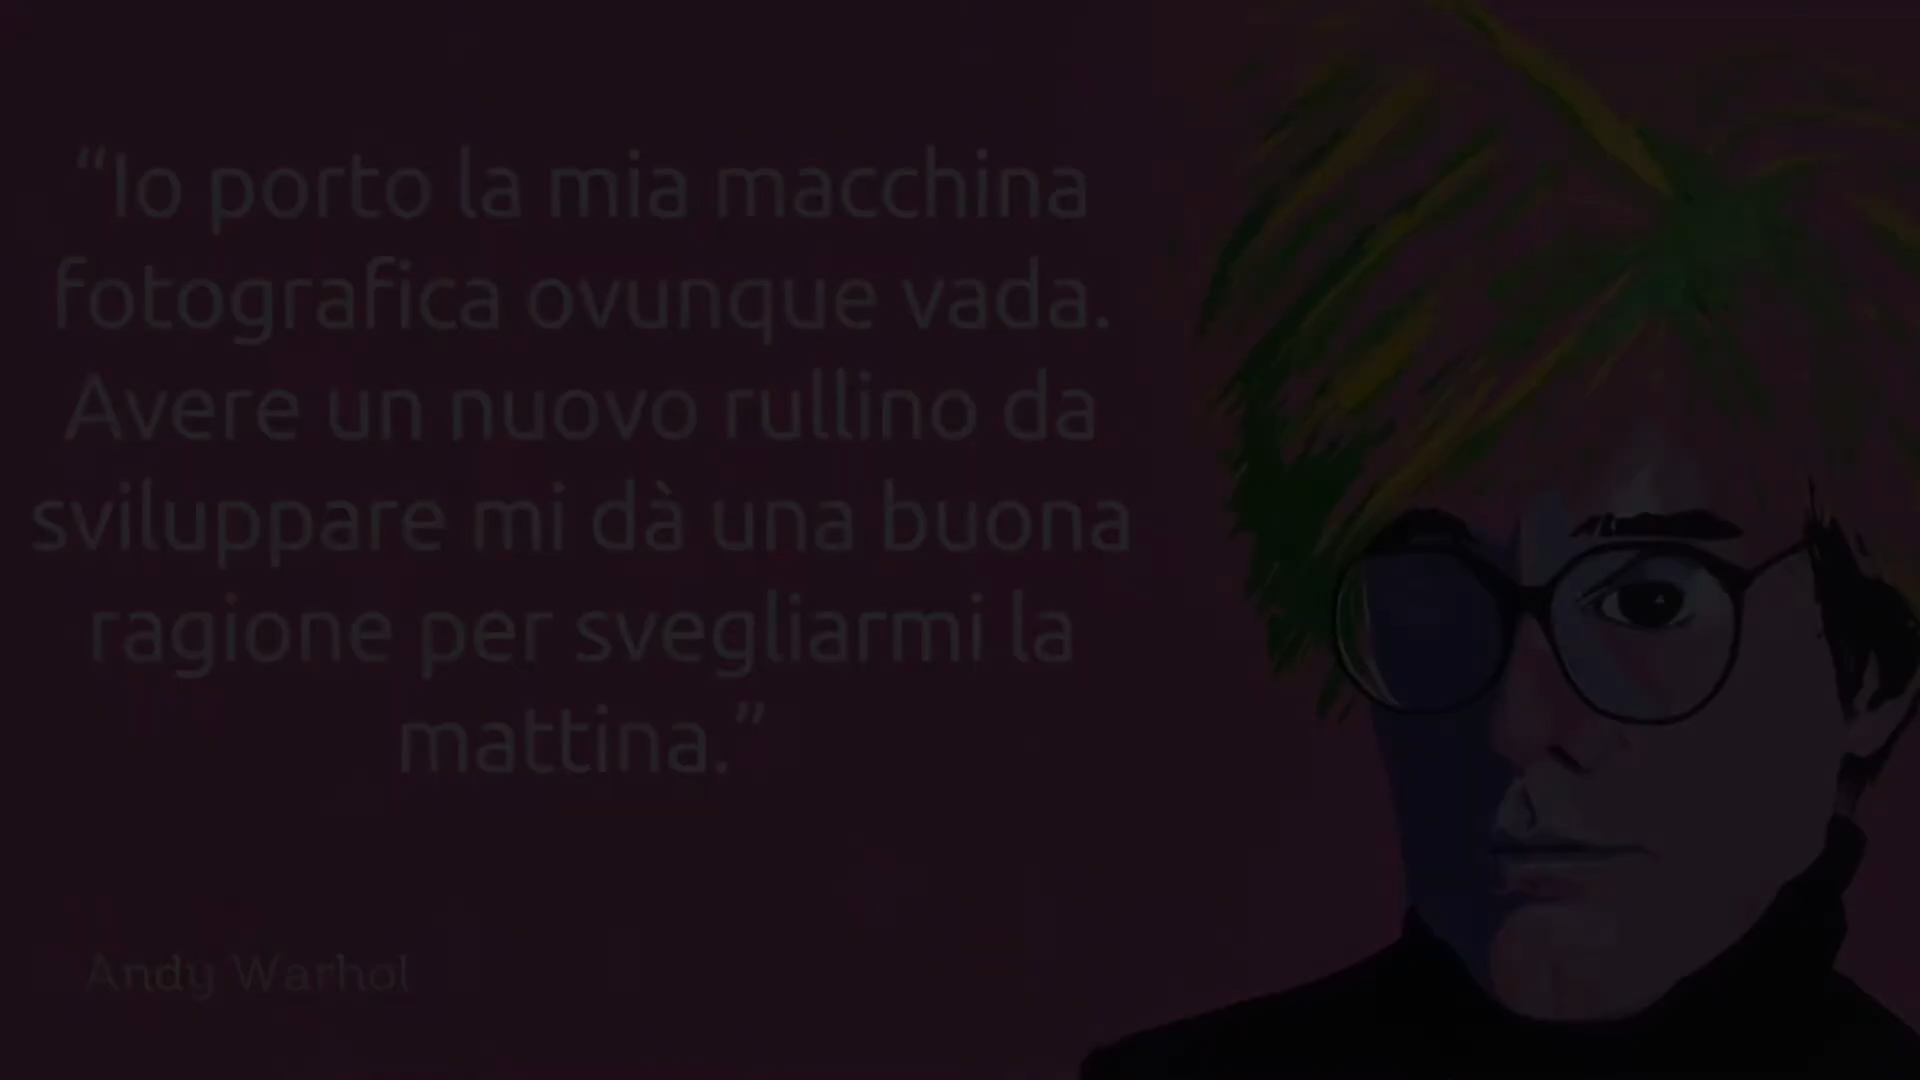 “Io porto la mia macchina
fotografica ovunque vada.
Avere un nuovo rullino da
sviluppare mi dà una buona
ragione per svegliarmi la
mattina.”
Andy Warhol